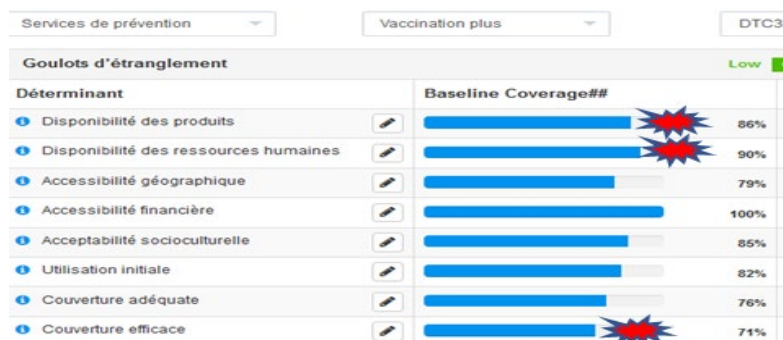 Services de prévention Vaccination plus DTC3
Goulots d'étranglement Low
Déterminant Baseline Coverage##
Disponibilité des produits 86%
Disponibilité des ressources humaines 90%
Accessibilité géographique 79%
Accessibilité financière 100%
Acceptabilité socioculturelle 85%
Utilisation initiale 82%
Couverture adéquate 76%
Couverture efficace 71%